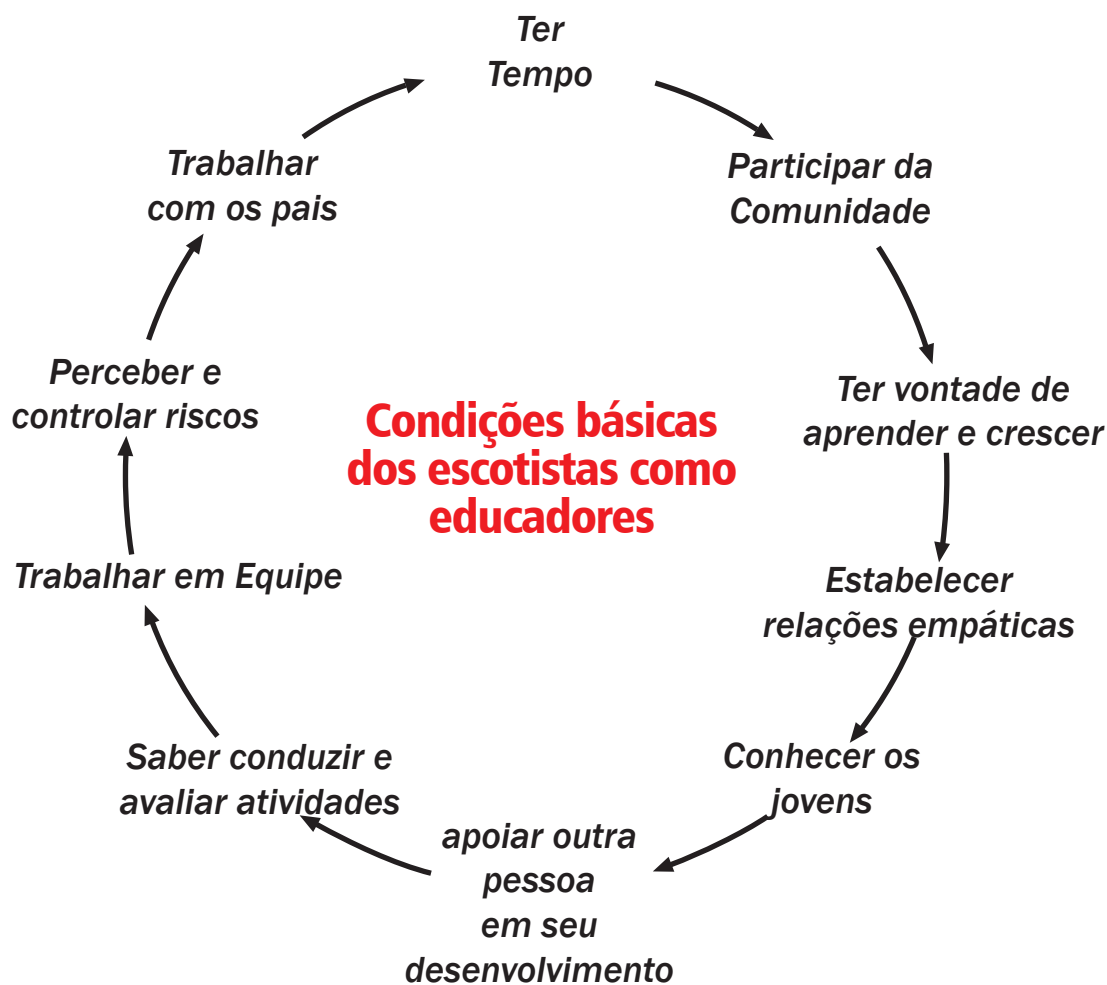 Ter
Tempo
Participar da
Comunidade
Ter vontade de
aprender e crescer
Estabelecer
relações empáticas
Conhecer os
jovens
apoiar outra
pessoa
em seu
desenvolvimento
Saber conduzir e
avaliar atividades
Trabalhar em Equipe
Perceber e
controlar riscos
Trabalhar
com os pais
Condições básicas
dos escotistas como
educadores